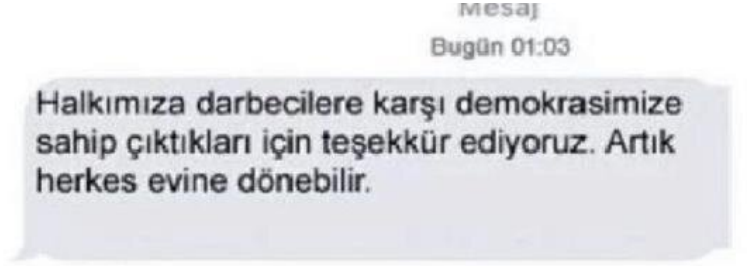 Mesaj
Bugün 01:03
Halkımıza darbecilere karşı demokrasimize
sahip çıktıkları için teşekkür ediyoruz. Artık
herkes evine dönebilir.